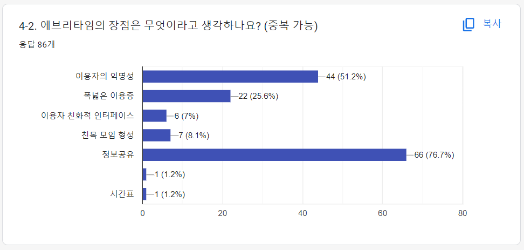 4-2. 에브리타임의 장점은 무엇이라고 생각하나요? (중복 가능)
복사
응답 86개
이용자의 익명성
44 (51.2%)
폭넓은 이용층
22 (25.6%)
이용자 친화적 인터페이스
6 (7%)
친목 모임 형성
7 (8.1%)
정보공유
66 (76.7%)
1 (1.2%)
시간표
1 (1.2%)
0
20
40
60
80